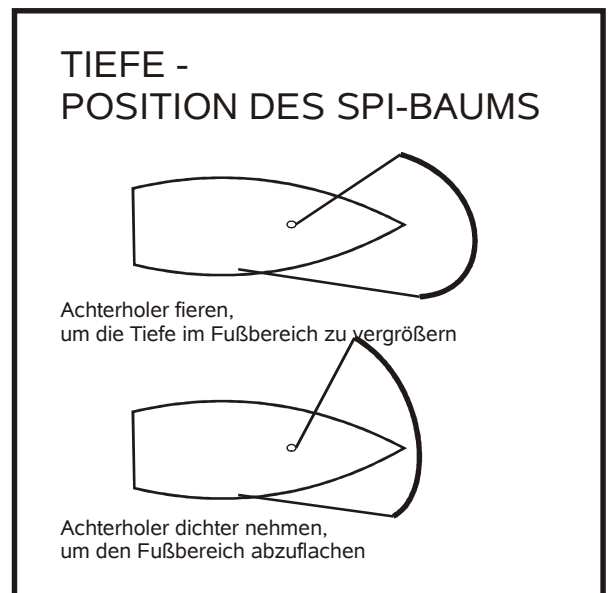 TIEFE -
POSITION DES SPI-BAUMS
Achterholer fieren,
um die Tiefe im Fußbereich zu vergrößern
Achterholer dichter nehmen,
um den Fußbereich abzuflachen